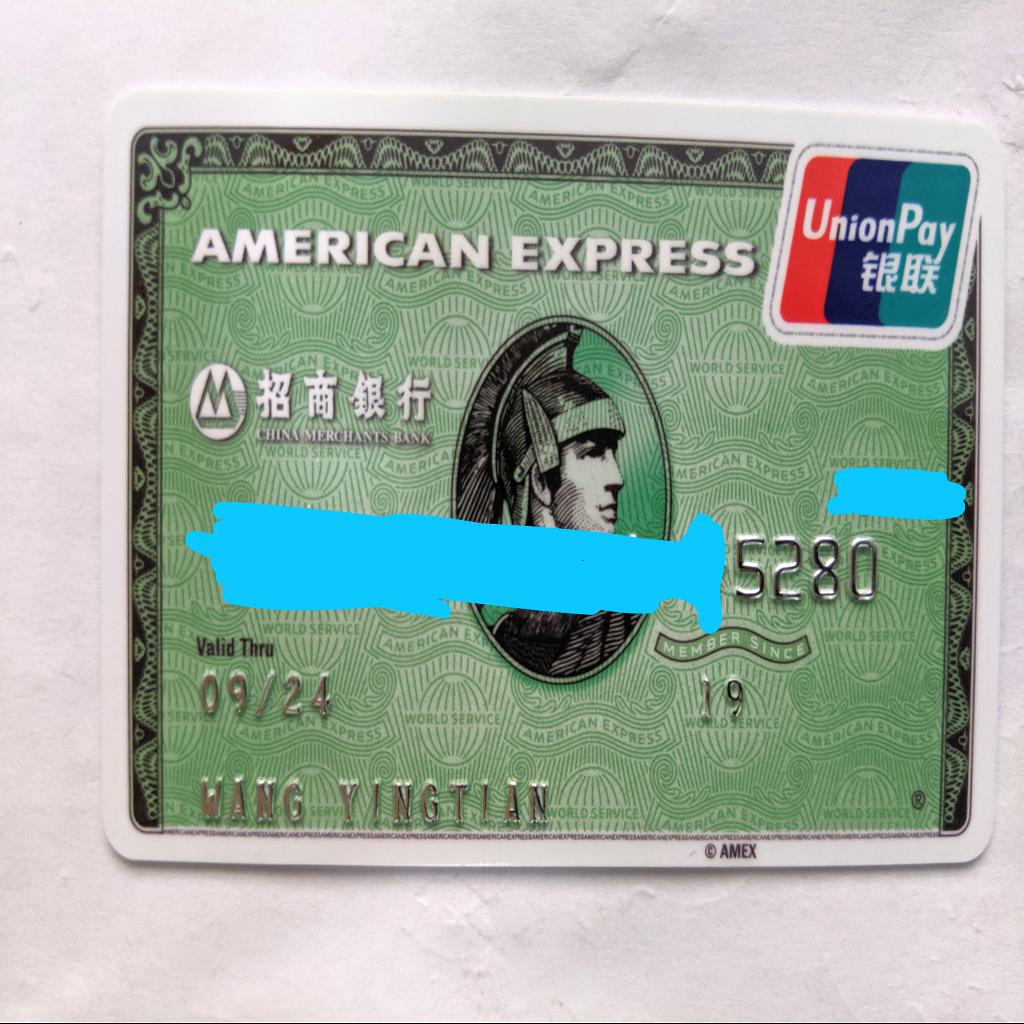 AMERICAN EXPRESS
UnionPay
银联
招商银行
CHINA MERCHANTS BANK
5280
Valid Thru
MEMBER SINCE
09/24 19
WANG YINGTIAN
®
© AMEX